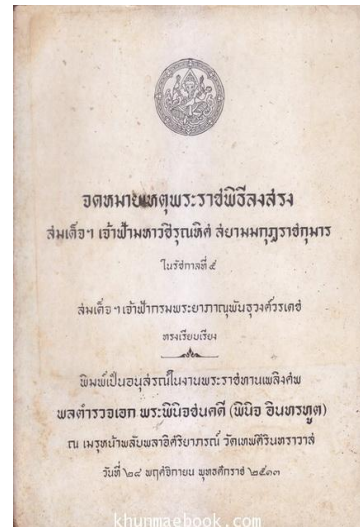 จดหมายเหตุพระราชพิธีลงสรง
สมเด็จฯ เจ้าฟ้ามหาวชิรุณหิศ สยามมกุฎราชกุมาร
ในรัชกาลที่ ๕
สมเด็จฯ เจ้าฟ้ากรมพระยาภาณุพันธุวงศ์วรเดช
ทรงเรียบเรียง
พิมพ์เป็นอนุสรณ์ในงานพระราชทานเพลิงศพ
พลตำรวจเอก พระพินิจชนคดี (พินิจ อินทรทูต)
ณ เมรุหน้าพลับพลาอิศริยาภรณ์ วัดเทพศิรินทราวาส
วันที่ ๒๘ พฤศจิกายน พุทธศักราช ๒๕๑๓
khunmaebook.com